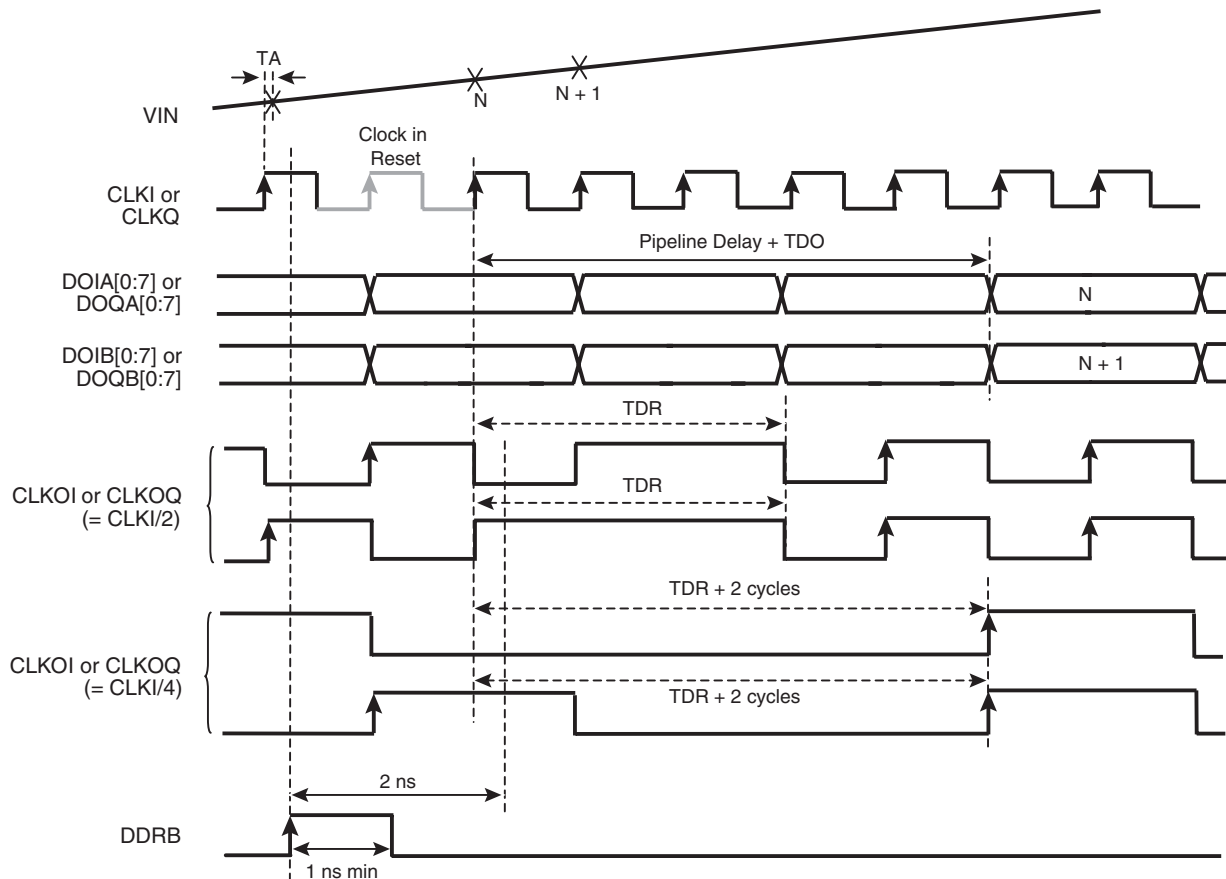 TA
VIN
N
N + 1
Clock in
Reset
CLKI or
CLKQ
Pipeline Delay + TDO
DOIA[0:7] or
DOQA[0:7]
N
DOIB[0:7] or
DOQB[0:7]
N + 1
TDR
CLKOI or CLKOQ
(= CLKI/2)
TDR
TDR + 2 cycles
CLKOI or CLKOQ
(= CLKI/4)
TDR + 2 cycles
2 ns
DDRB
1 ns min